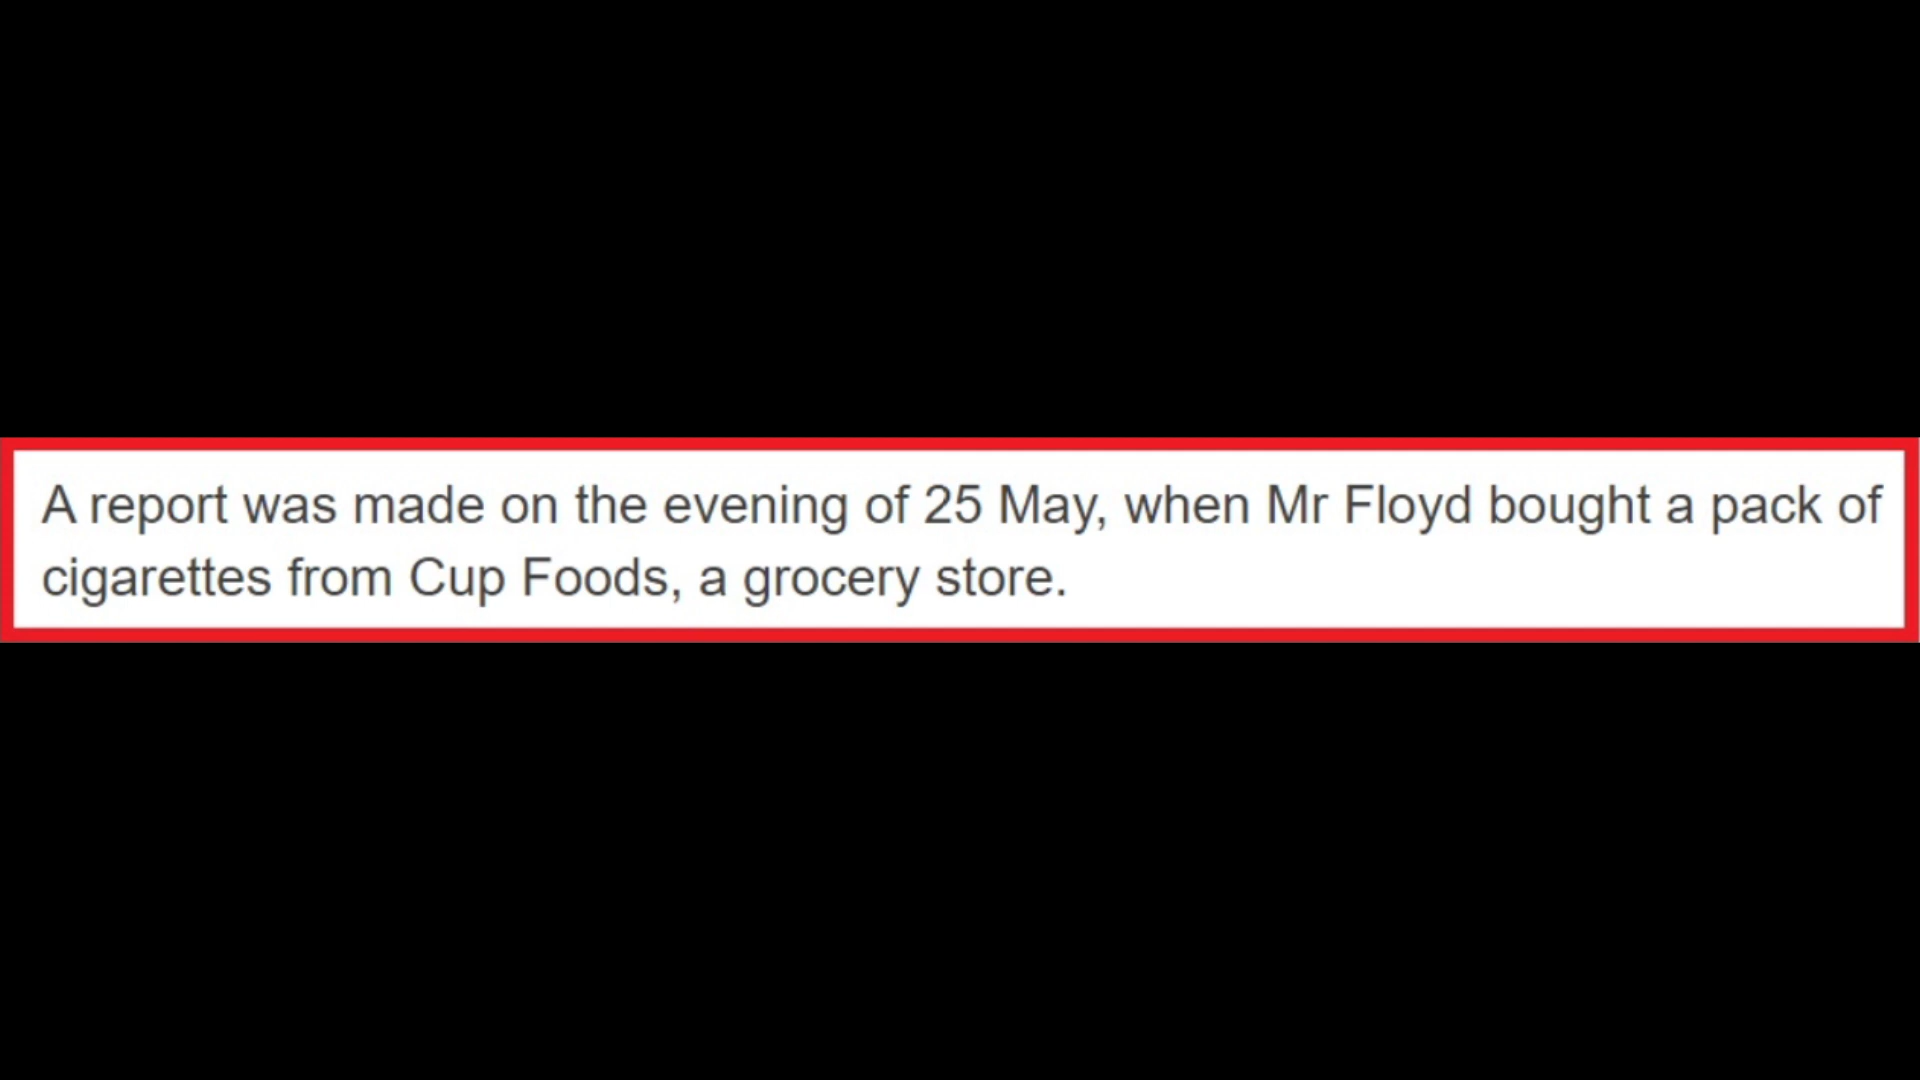 A report was made on the evening of 25 May, when Mr Floyd bought a pack of
cigarettes from Cup Foods, a grocery store.